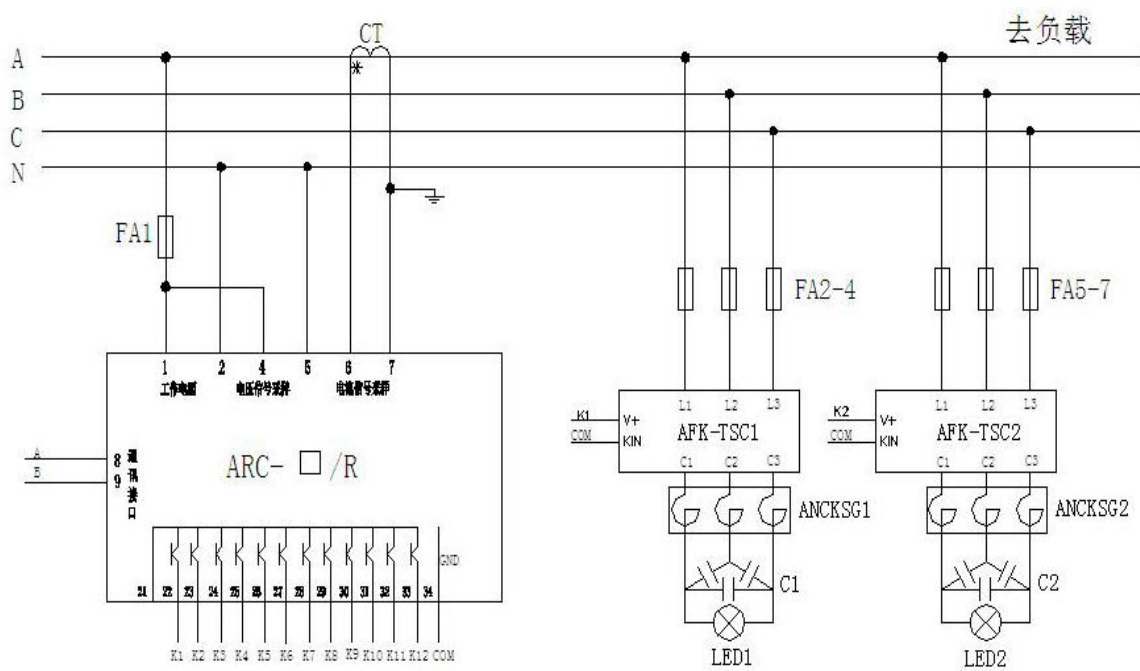 CT
去负载
A
*
B
C
N
FA1
FA2-4
FA5-7
1 2 4 5 6 7
工作电源 电压信号采样 电流信号采样
L1 L2 L3
L1 L2 L3
K1 V+
COM KIN
AFK-TSC1
K2 V+
COM KIN
AFK-TSC2
C1 C2 C3
C1 C2 C3
A 8
B 9
通讯接口
ARC-□/R
ANCKSG1
ANCKSG2
GND
C1
C2
21 22 23 24 25 26 27 28 29 30 31 32 33 34
K1 K2 K3 K4 K5 K6 K7 K8 K9 K10 K11 K12 COM
LED1
LED2